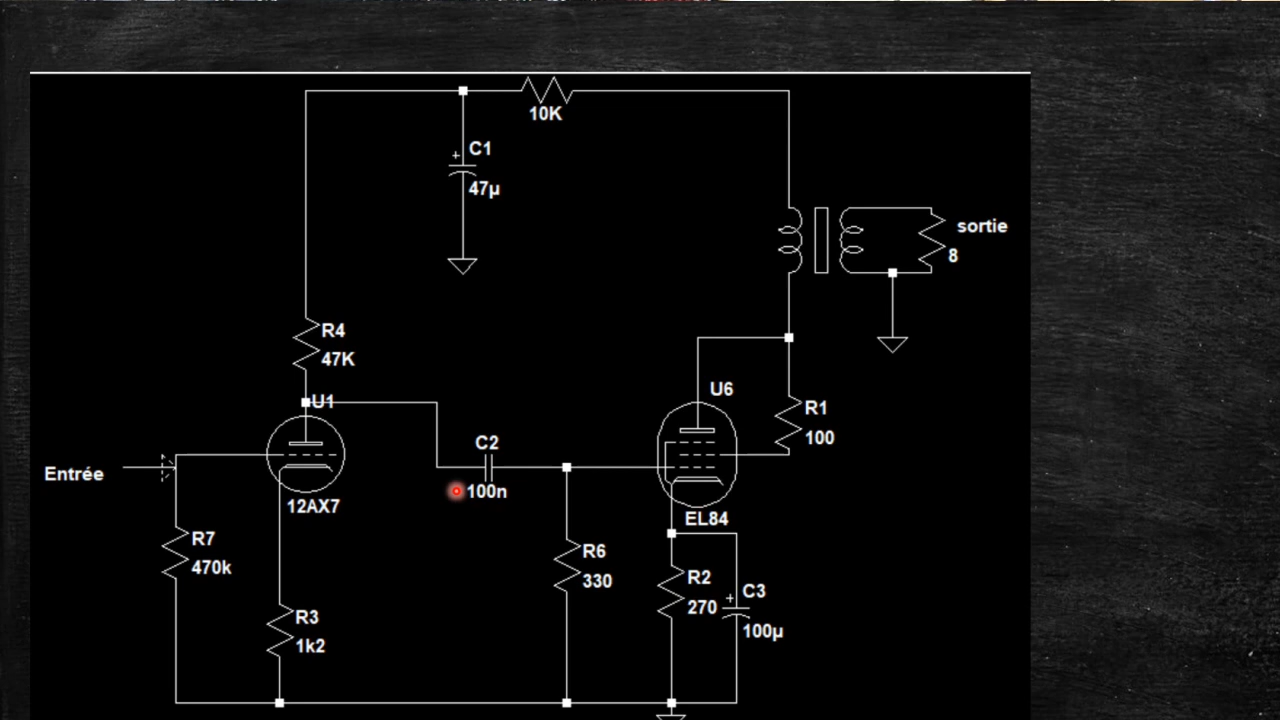 10K
C1
47µ
sortie
8
R4
47K
U1
U6
R1
100
C2
100n
Entrée
12AX7
EL84
R7
470k
R6
330
R2
270
C3
100µ
R3
1k2